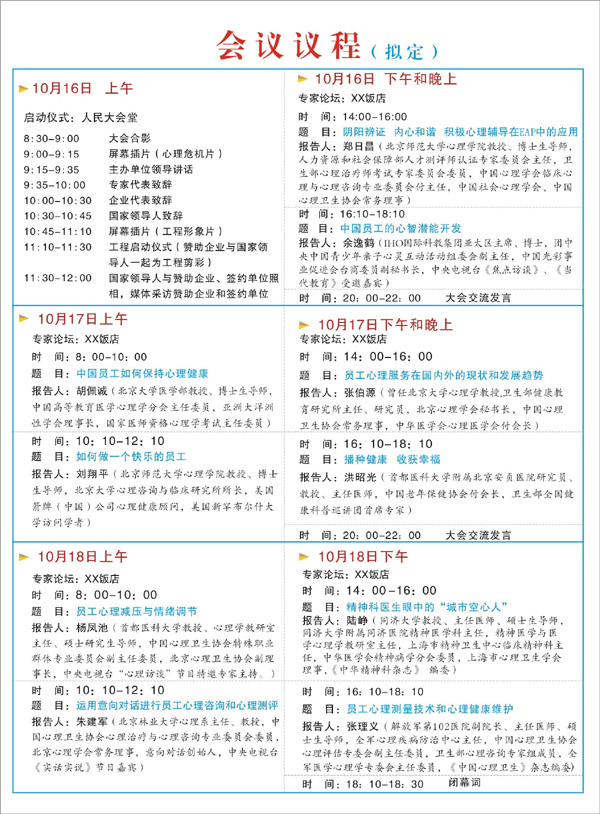 会议议程(拟定)
10月16日 上午
启动仪式：人民大会堂
8:30-9:00 大会合影
9:00-9:15 屏幕插片（心理危机片）
9:15-9:35 主办单位领导讲话
9:35-10:00 专家代表致辞
10:00-10:30 企业代表致辞
10:30-10:45 国家领导人致辞
10:45-11:10 屏幕插片（工程形象片）
11:10-11:30 工程启动仪式（赞助企业与国家领
导人一起为工程剪彩）
11:30-12:00 国家领导人与赞助企业、签约单位照
相，媒体采访赞助企业和签约单位
10月16日 下午和晚上
专家论坛：XX饭店
时 间：14:00-16:00
题 目：阴阳辨证 内心和谐 积极心理辅导在EAP中的应用
报告人：郑日昌（北京师范大学心理学院教授、博士生导师，
人力资源和社会保障部人才测评师认证专家委员会主任，卫
生部心理治疗师考试专家委员会委员，中国心理学会临床心
理与心理咨询专业委员会付主任，中国社会心理学会、中国
心理卫生协会常务理事）
时 间：16:10-18:10
题 目：中国员工的心智潜能开发
报告人：余逸鹤（IHO国际科教集团亚太区主席、博士，团中
央中国青少年亲子心灵互动活动组委会副主任，中国光彩事
业促进会台商委员副秘书长，中央电视台《焦点访谈》、《当
代教育》受邀嘉宾）
时 间：20：00-22：00 大会交流发言
10月17日上午
专家论坛：XX饭店
时 间：8：00-10：00
题 目：中国员工如何保持心理健康
报告人：胡佩诚（北京大学医学部教授、博士生导师，
中国高等教育医学心理学分会主任委员，亚洲大洋洲
性学会理事长，国家医师资格心理学考试主任委员）
时 间：10：10-12：10
题 目：如何做一个快乐的员工
报告人：刘翔平（北京师范大学心理学院教授、博士
生导师，北京大学心理咨询与临床研究所所长，美国
箭牌（中国）公司心理健康顾问，美国新罕布尔什大
学访问学者）
10月17日下午和晚上
专家论坛：XX饭店
时 间：14：00-16：00
题 目：员工心理服务在国内外的现状和发展趋势
报告人：张伯源（曾任北京大学心理学教授,卫生部健康教
育研究所主任、研究员，北京心理学会秘书长，中国心理
卫生协会常务理事，中华医学会心理医学会付会长）
时 间：16：10-18：10
题 目：播种健康 收获幸福
报告人：洪昭光（首都医科大学附属北京安贞医院研究员、
教授、主任医师，中国老年保健协会付会长，卫生部全国健
康科普巡讲团首席专家）
时 间：20：00-22：00 大会交流发言
10月18日上午
专家论坛：XX饭店
时 间：8：00-10：00
题 目：员工心理减压与情绪调节
报告人：杨凤池（首都医科大学教授、心理学教研室
主任、硕士研究生导师，中国心理卫生协会特殊职业
群体专业委员会副主任委员，北京心理卫生协会副理
事长，中央电视台“心理访谈”节目特邀专家主持。）
时 间：10：10-12：10
题 目：运用意向对话进行员工心理咨询和心理测评
报告人：朱建军（北京林业大学心理系主任、教授，中
国心理卫生协会心理治疗与心理咨询专业委员会委员，
北京心理学会常务理事，意向对话创始人，中央电视台
《实话实说》节目嘉宾）
10月18日下午
专家论坛：XX饭店
时 间：14：00-16：00
题 目：精神科医生眼中的“城市空心人”
报告人：陆峥（同济大学教授、主任医师、硕士生导师，
同济大学附属同济医院精神医学科主任，精神医学与医
学心理学教研室主任，上海市精神卫生中心临床精神科主
任，中华医学会精神病学分会委员，上海市心理卫生学会
理事，《中华精神科杂志》 编委）
时 间：16：10-18：10
题 目：员工心理测量技术和心理健康维护
报告人：张理义（解放军第102医院副院长、主任医师、硕
士生导师，全军心理疾病防治中心主任，中国心理卫生协会
心理评估专委会副主任委员，卫生部心理咨询专家组成员，全
军医学心理学专委会主任委员，《中国心理卫生》杂志编委）
时 间：18：10-18：30 闭幕词